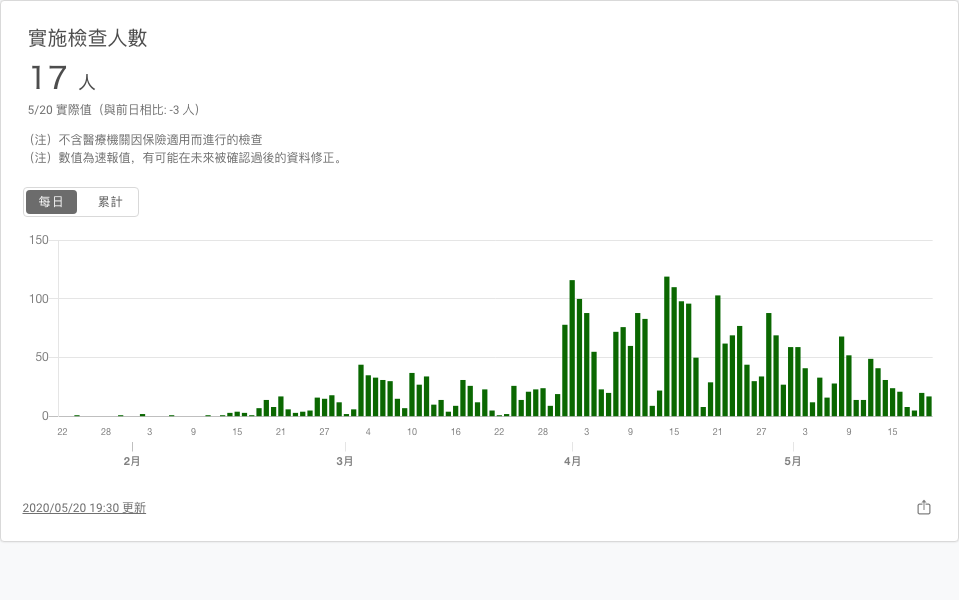 實施檢查人數
17 人
5/20 實際值（與前日相比: -3 人）
（注）不含醫療機關因保險適用而進行的檢查
（注）數值為速報值，有可能在未來被確認過後的資料修正。
每日 累計
150
100
50
0
22 28 3 9 15 21 27 4 10 16 22 28 3 9 15 21 27 3 9 15
2月 3月 4月 5月
2020/05/20 19:30 更新